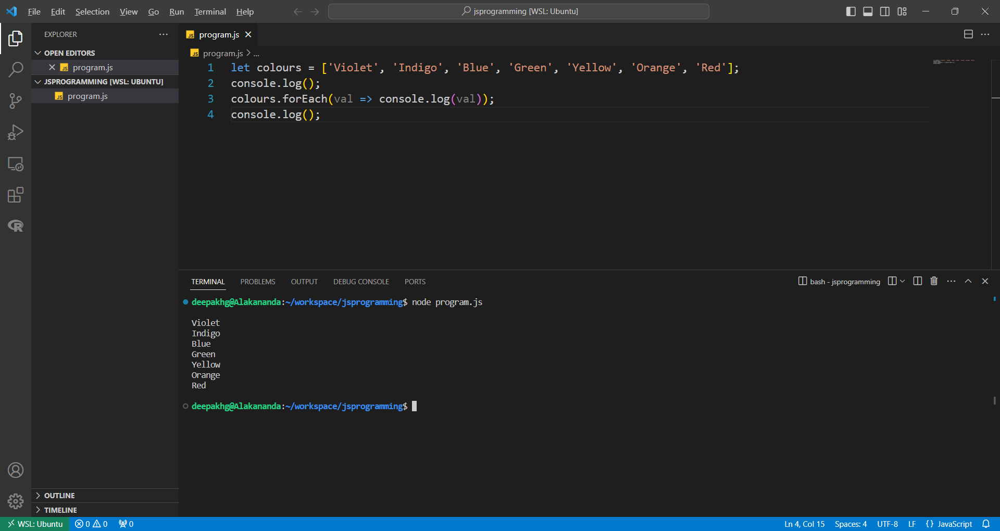 File Edit Selection View Go Run Terminal Help
jsprogramming [WSL: Ubuntu]
EXPLORER
OPEN EDITORS
JS program.js
JSPROGRAMMING [WSL: UBUNTU]
JS program.js
OUTLINE
TIMELINE
JS program.js
JS program.js > ...
1 let colours = ['Violet', 'Indigo', 'Blue', 'Green', 'Yellow', 'Orange', 'Red'];
2 console.log();
3 colours.forEach(val => console.log(val));
4 console.log();
TERMINAL PROBLEMS OUTPUT DEBUG CONSOLE PORTS
bash - jsprogramming
deepakhg@Alakananda:~/workspace/jsprogramming$ node program.js
Violet
Indigo
Blue
Green
Yellow
Orange
Red
deepakhg@Alakananda:~/workspace/jsprogramming$
WSL: Ubuntu 0 0 0
Ln 4, Col 15 Spaces: 4 UTF-8 LF {} JavaScript